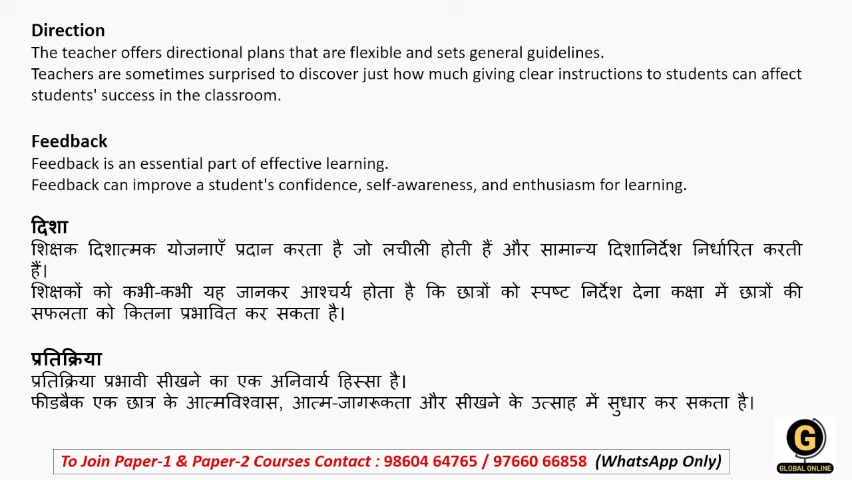 Direction
The teacher offers directional plans that are flexible and sets general guidelines.
Teachers are sometimes surprised to discover just how much giving clear instructions to students can affect
students' success in the classroom.
Feedback
Feedback is an essential part of effective learning.
Feedback can improve a student's confidence, self-awareness, and enthusiasm for learning.
दिशा
शिक्षक दिशात्मक योजनाएँ प्रदान करता है जो लचीली होती हैं और सामान्य दिशानिर्देश निर्धारित करती
हैं।
शिक्षकों को कभी-कभी यह जानकर आश्चर्य होता है कि छात्रों को स्पष्ट निर्देश देना कक्षा में छात्रों की
सफलता को कितना प्रभावित कर सकता है।
प्रतिक्रिया
प्रतिक्रिया प्रभावी सीखने का एक अनिवार्य हिस्सा है।
फीडबैक एक छात्र के आत्मविश्वास, आत्म-जागरूकता और सीखने के उत्साह में सुधार कर सकता है।
G
GLOBAL ONLINE
To Join Paper-1 & Paper-2 Courses Contact : 98604 64765 / 97660 66858 (WhatsApp Only)